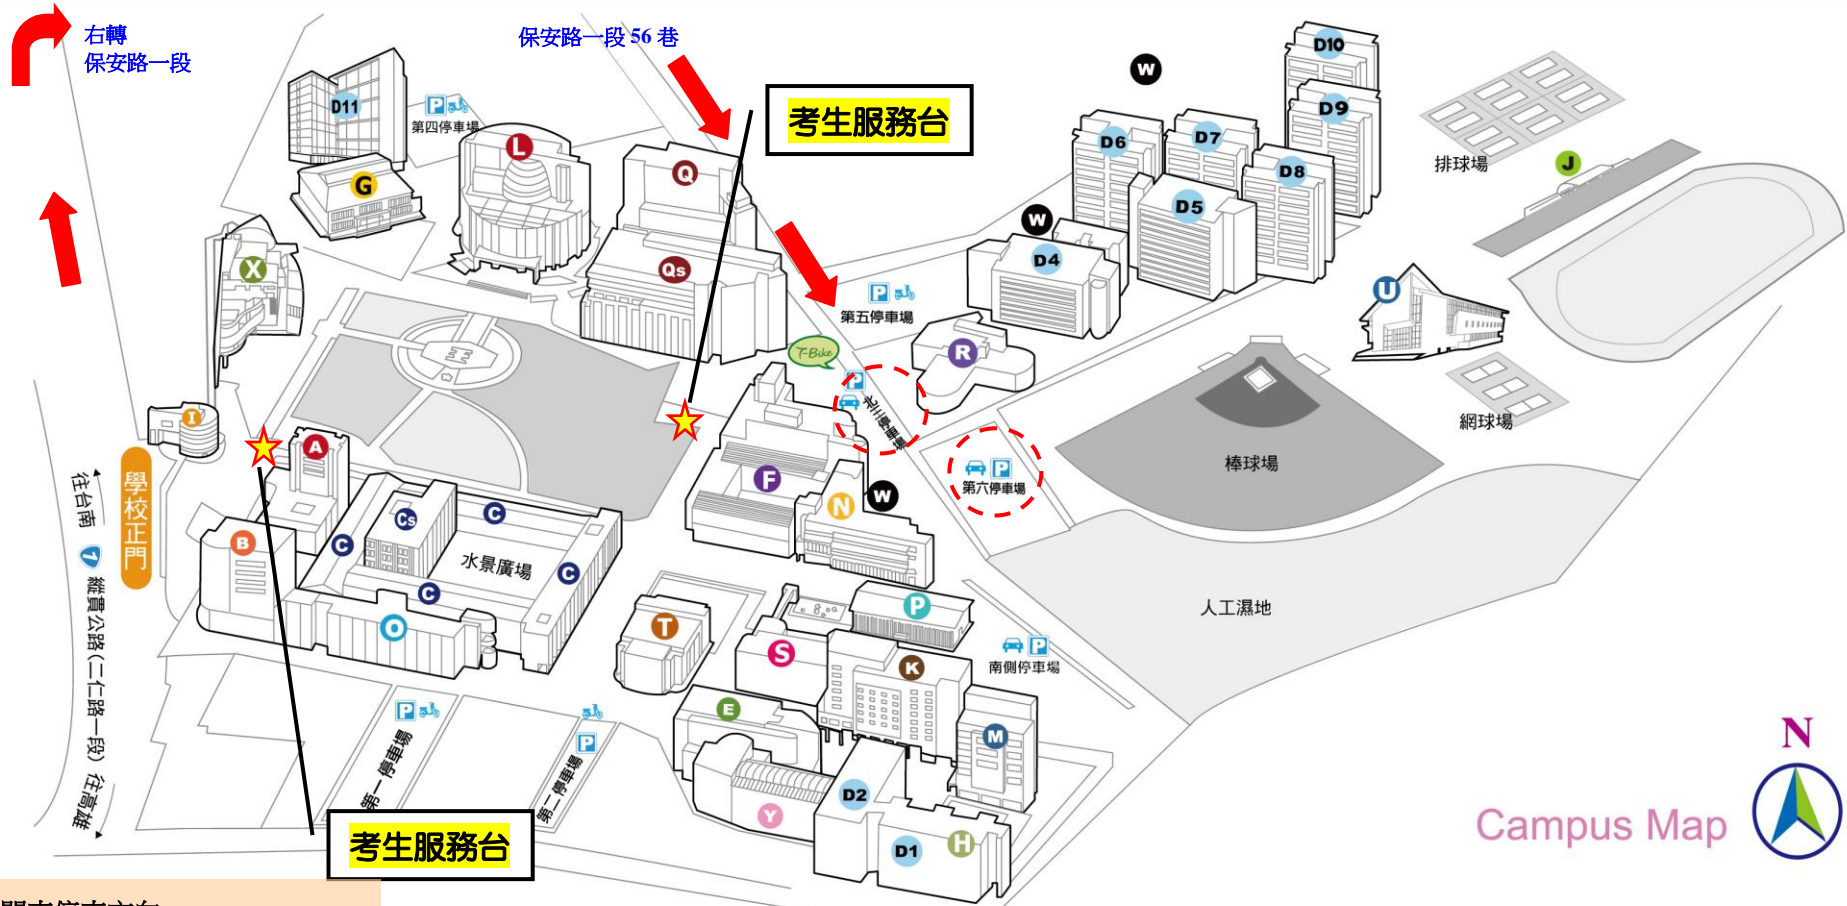 右轉
保安路一段
保安路一段 56 巷
考生服務台
D10
W
D11
P
第四停車場
L
D9
D6
D7
D8
排球場
J
Q
G
D5
W
X
Qs
D4
U
P
第五停車場
T-Bike
R
P
北三停車場
網球場
I
A
棒球場
P
第六停車場
往台南
學校正門
F
N
W
Cs
C
B
C
水景廣場
C
1
縱貫公路(仁仁路一段)
往高雄
C
P
人工濕地
O
T
S
P
南側停車場
K
P
第一停車場
E
P
第二停車場
M
N
D2
Y
考生服務台
D1
H
Campus Map